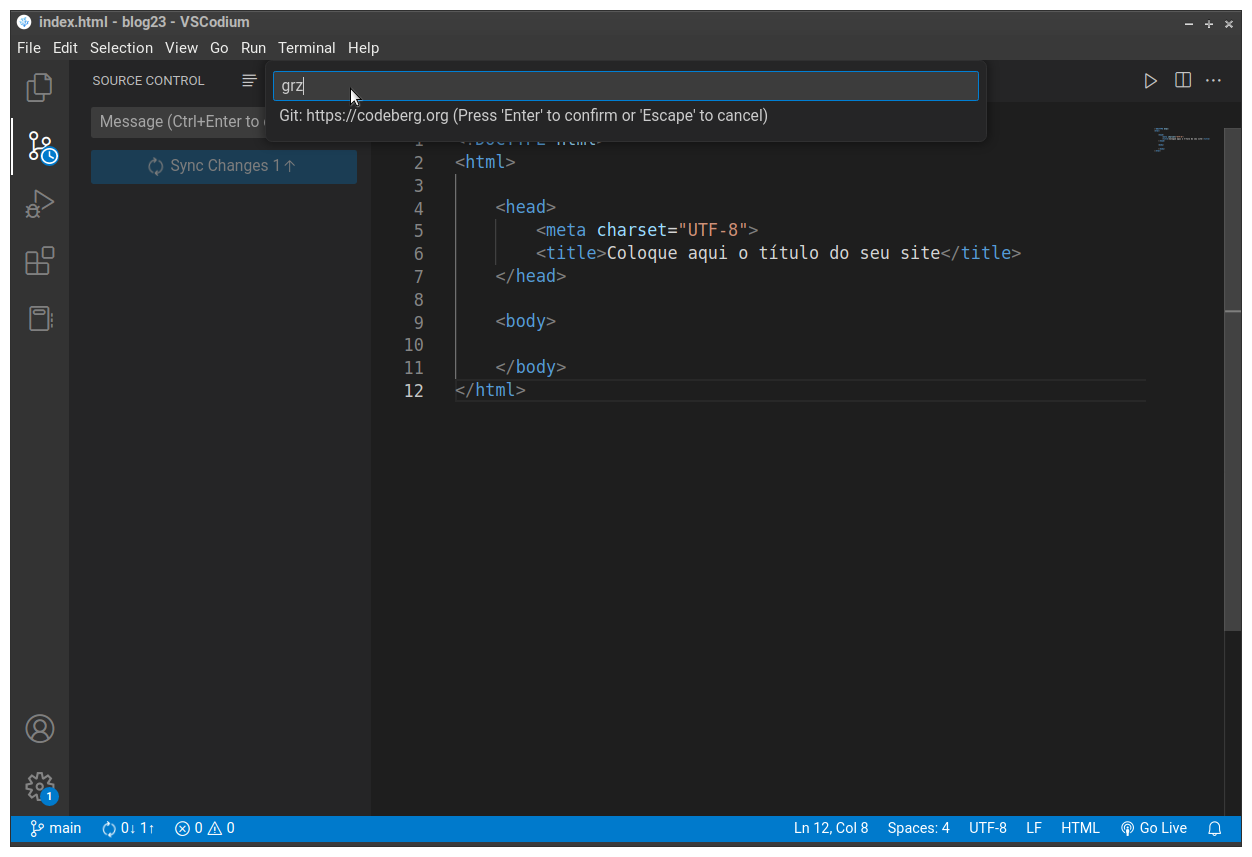 index.html - blog23 - VSCodium
File Edit Selection View Go Run Terminal Help
SOURCE CONTROL
grz
Git: https://codeberg.org (Press 'Enter' to confirm or 'Escape' to cancel)
Message (Ctrl+Enter to
Sync Changes 1↑
1 <!DOCTYPE html>
2 <html>
3
4 <head>
5 <meta charset="UTF-8">
6 <title>Coloque aqui o título do seu site</title>
7 </head>
8
9 <body>
10
11 </body>
12 </html>
1
main 0↓ 1↑ 0 0 Ln 12, Col 8 Spaces: 4 UTF-8 LF HTML Go Live